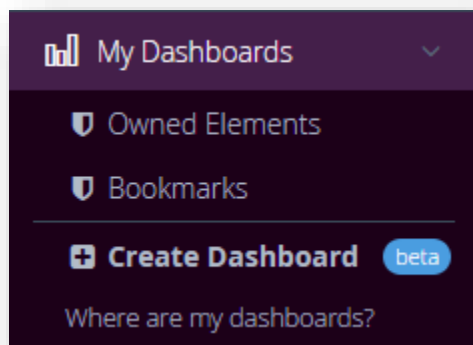 My Dashboards
Owned Elements
Bookmarks
Create Dashboard beta
Where are my dashboards?